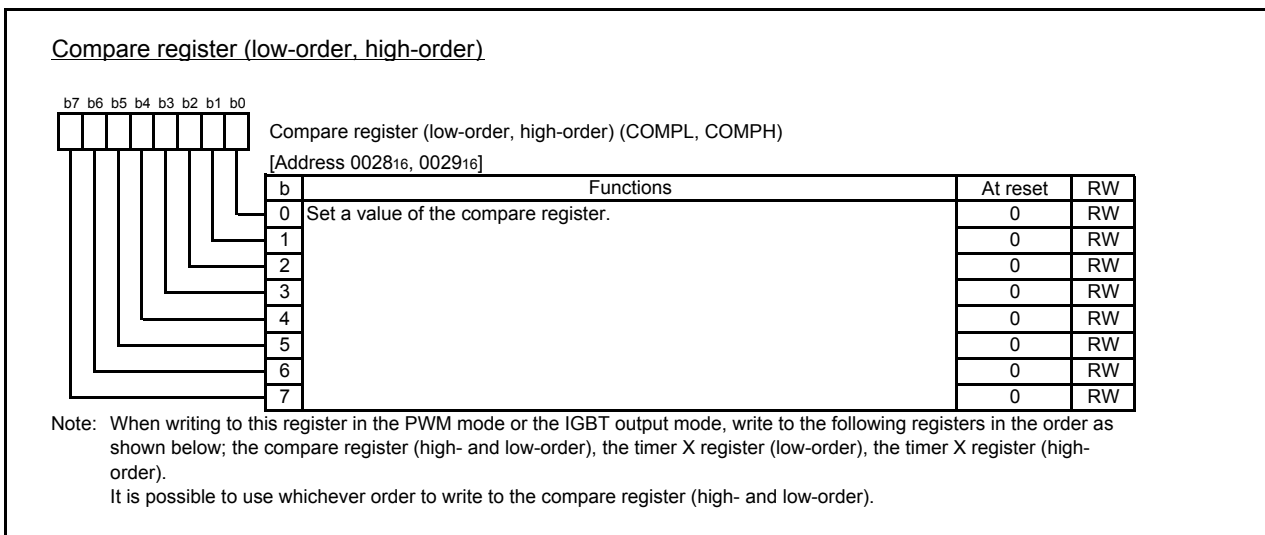 Compare register (low-order, high-order)
b7 b6 b5 b4 b3 b2 b1 b0
Compare register (low-order, high-order) (COMPL, COMPH)
[Address 002816, 002916]
b Functions At reset RW
0 Set a value of the compare register. 0 RW
1 0 RW
2 0 RW
3 0 RW
4 0 RW
5 0 RW
6 0 RW
7 0 RW
Note: When writing to this register in the PWM mode or the IGBT output mode, write to the following registers in the order as
shown below; the compare register (high- and low-order), the timer X register (low-order), the timer X register (high-
order).
It is possible to use whichever order to write to the compare register (high- and low-order).